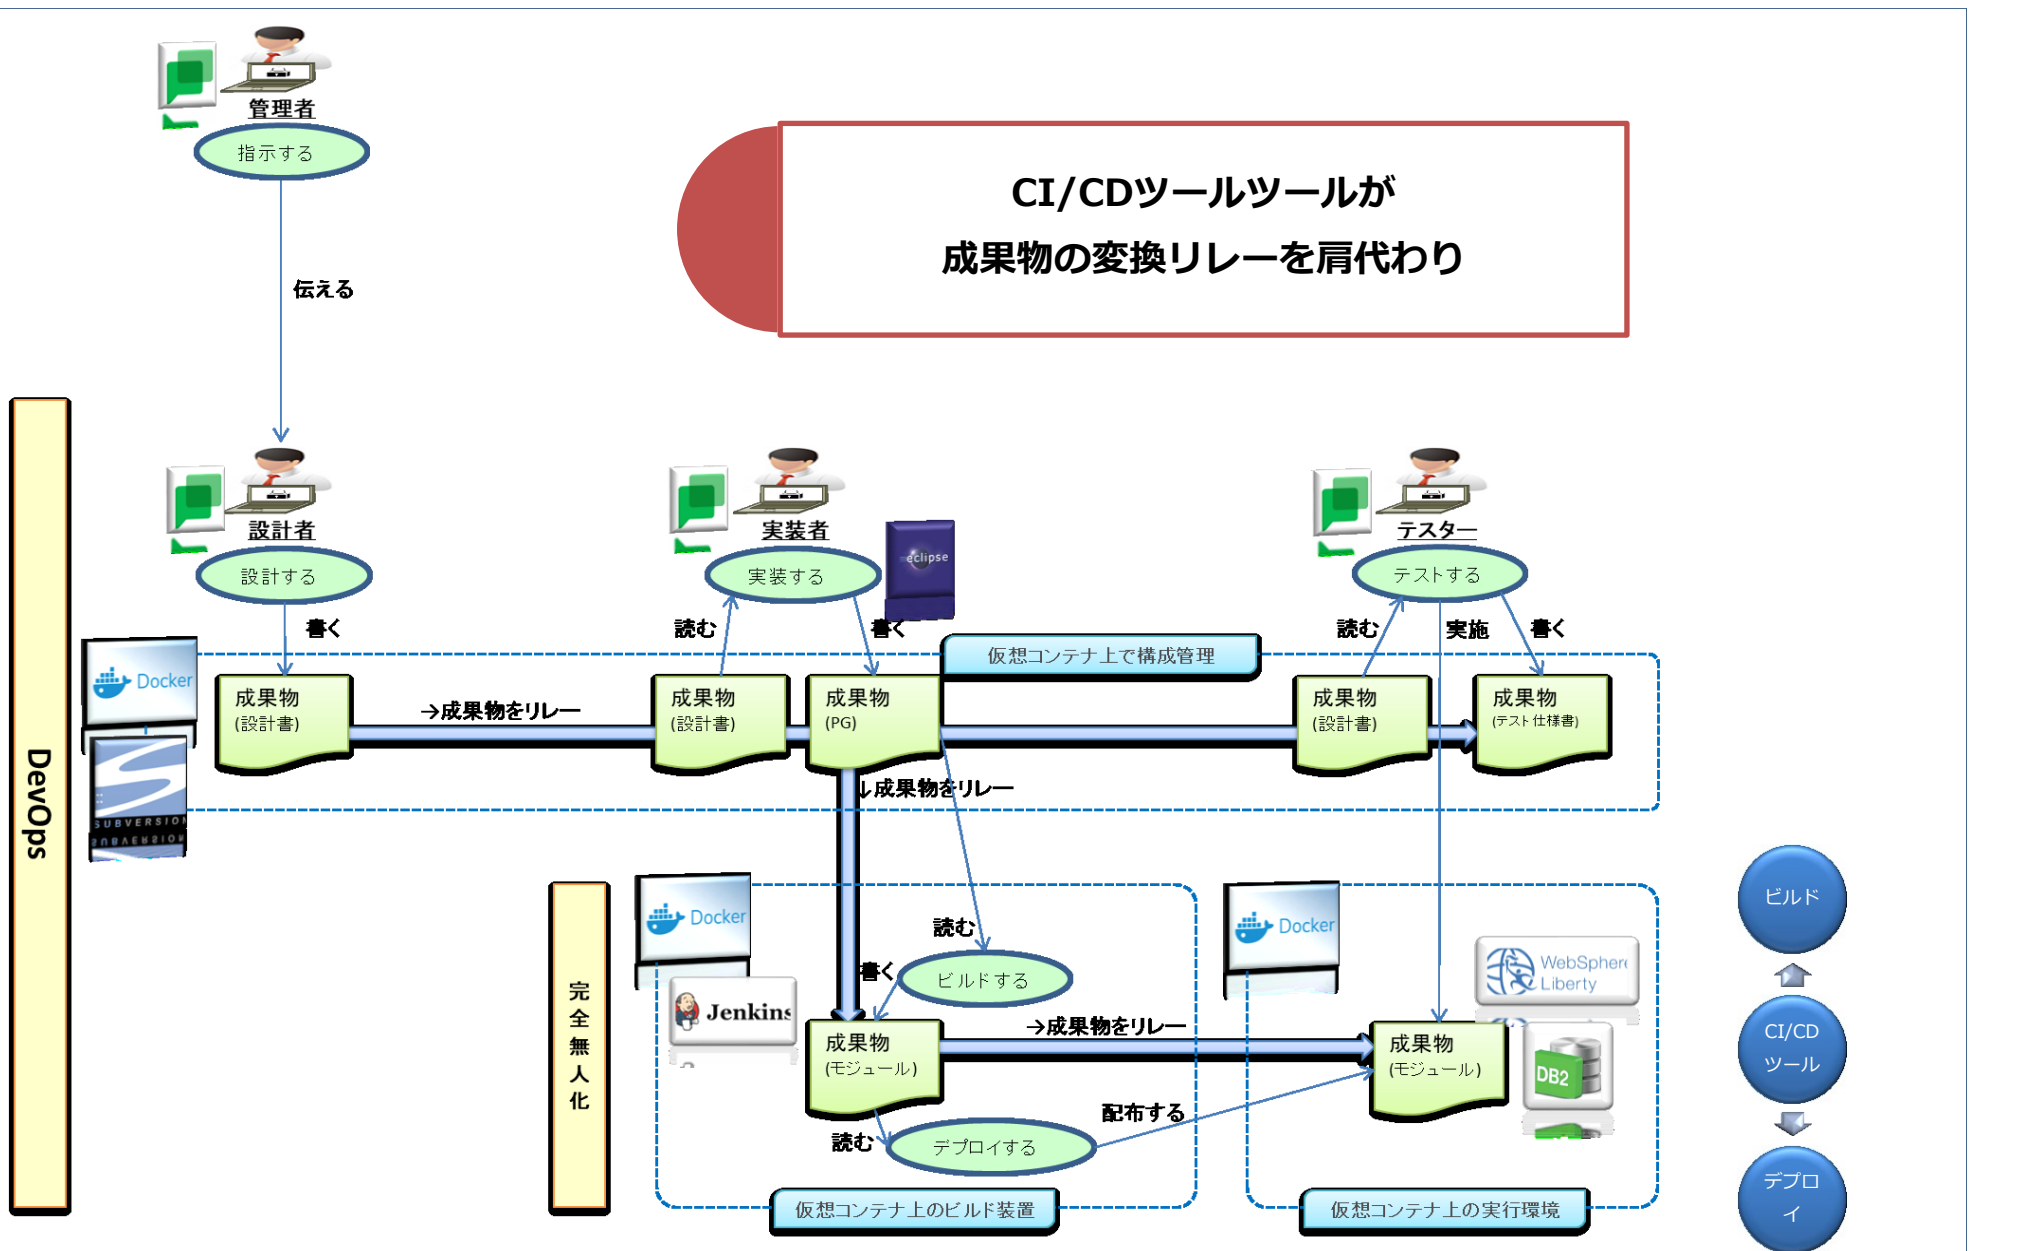 管理者
指示する
CI/CDツールツールが
成果物の変換リレーを肩代わり
伝える
DevOps
設計者
設計する
書く
実装者
実装する
eclipse
読む
書く
テスター
テストする
読む
実施
書く
仮想コンテナ上で構成管理
Docker
SUBVERSION
成果物
(設計書)
→成果物をリレー
成果物
(設計書)
成果物
(PG)
成果物
(設計書)
成果物
(テスト仕様書)
↓成果物をリレー
完全無人化
Docker
Jenkins
読む
ビルドする
書く
成果物
(モジュール)
→成果物をリレー
読む
デプロイする
配布する
仮想コンテナ上のビルド装置
Docker
WebSphere
Liberty
成果物
(モジュール)
DB2
仮想コンテナ上の実行環境
ビルド
CI/CD
ツール
デプロ
イ